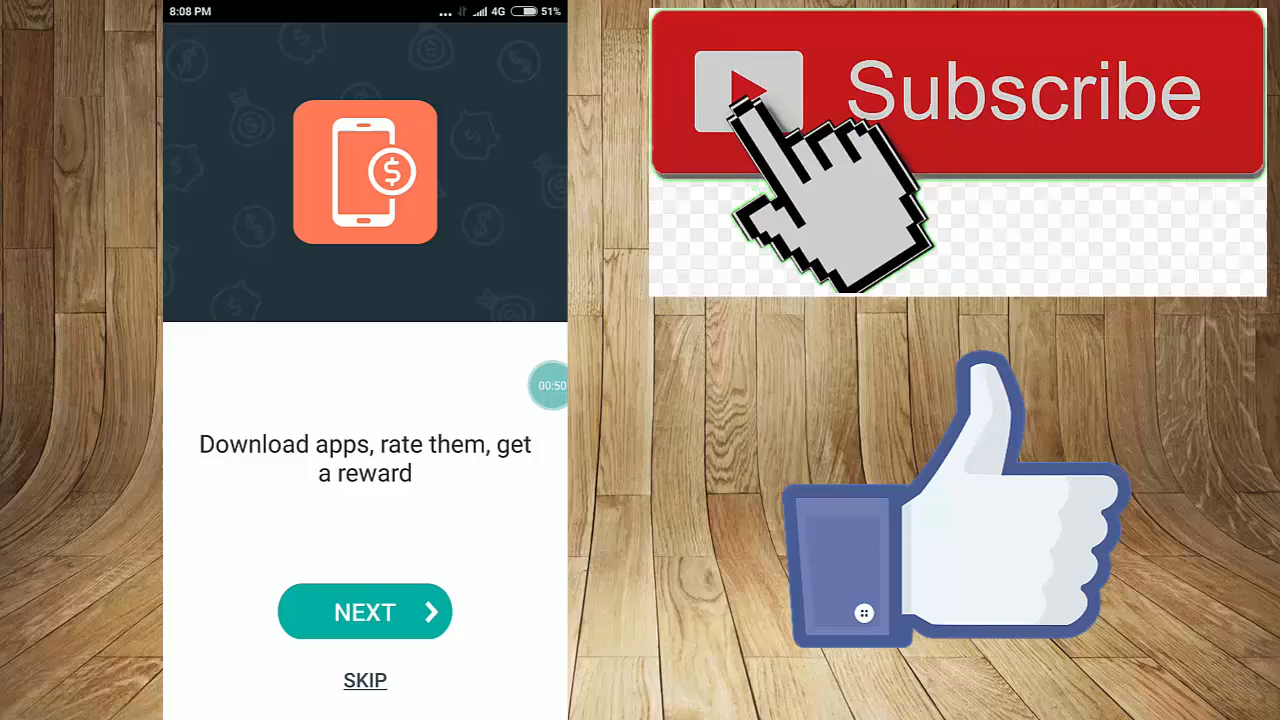 8:08 PM
4G
51%
Subscribe
00:50
Download apps, rate them, get
a reward
NEXT
SKIP